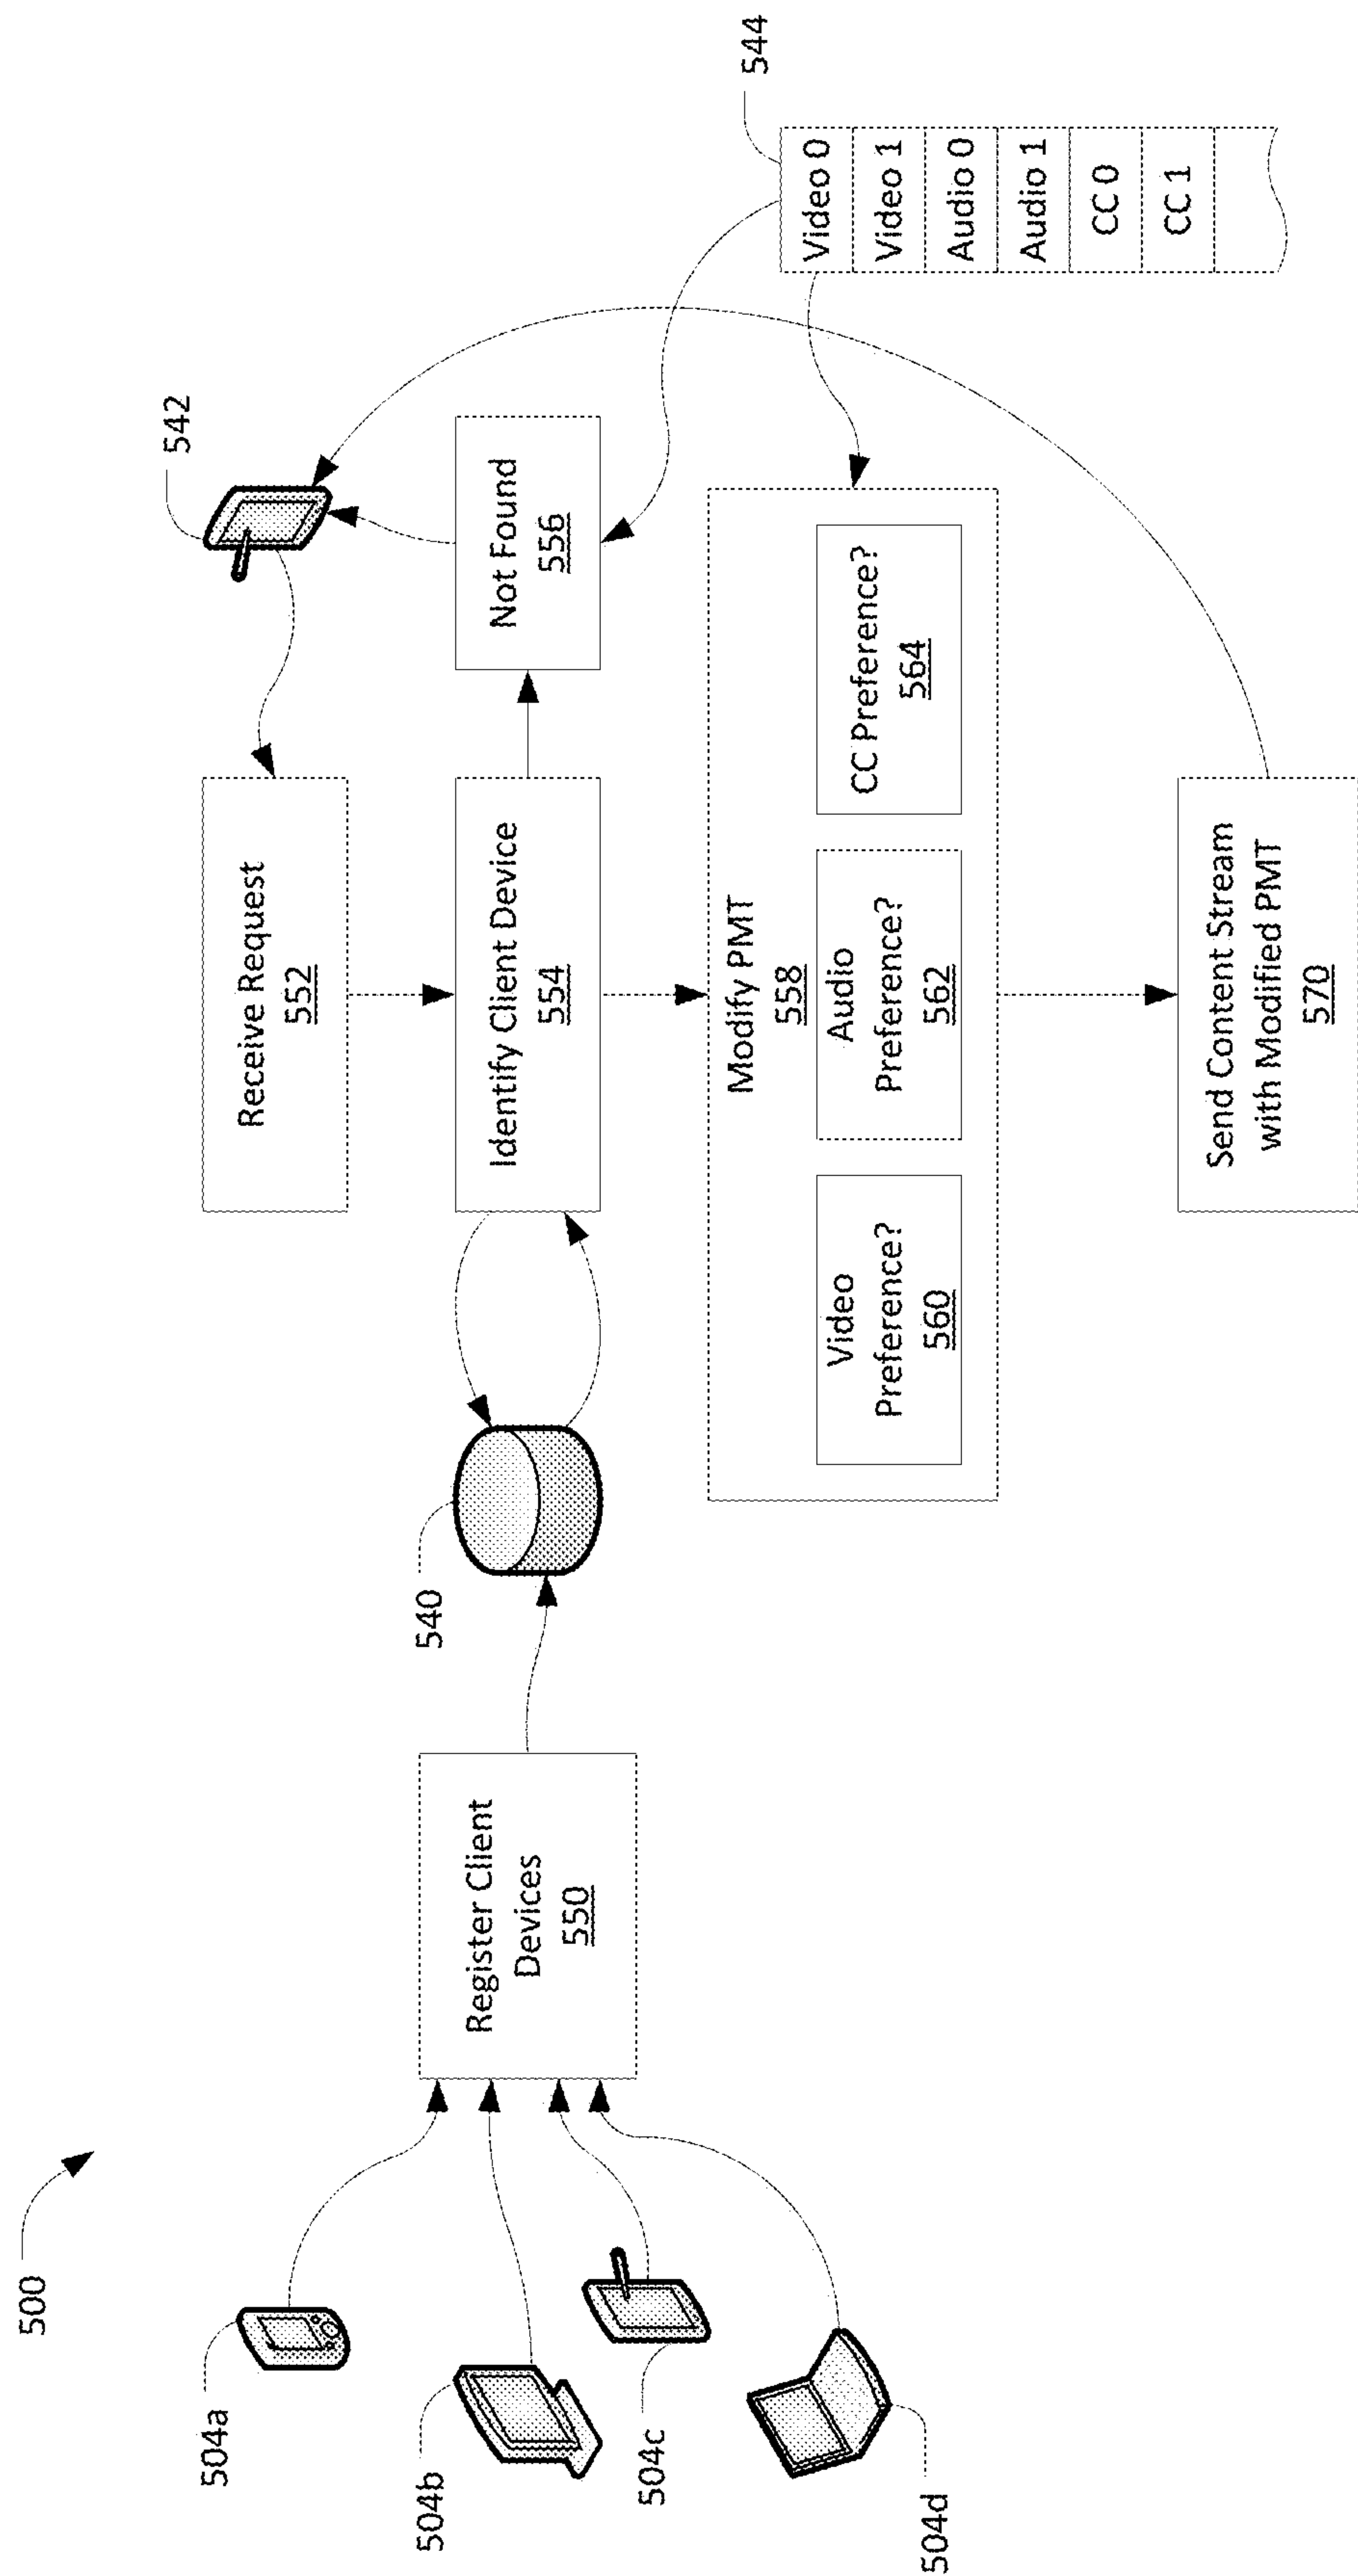 500
504a
504b
504c
504d
Register Client
Devices
550
540
Receive Request
552
Identify Client Device
554
Not Found
556
542
Modify PMT
558
Video
Preference?
560
Audio
Preference?
562
CC Preference?
564
Send Content Stream
with Modified PMT
570
544
Video 0
Video 1
Audio 0
Audio 1
CC 0
CC 1